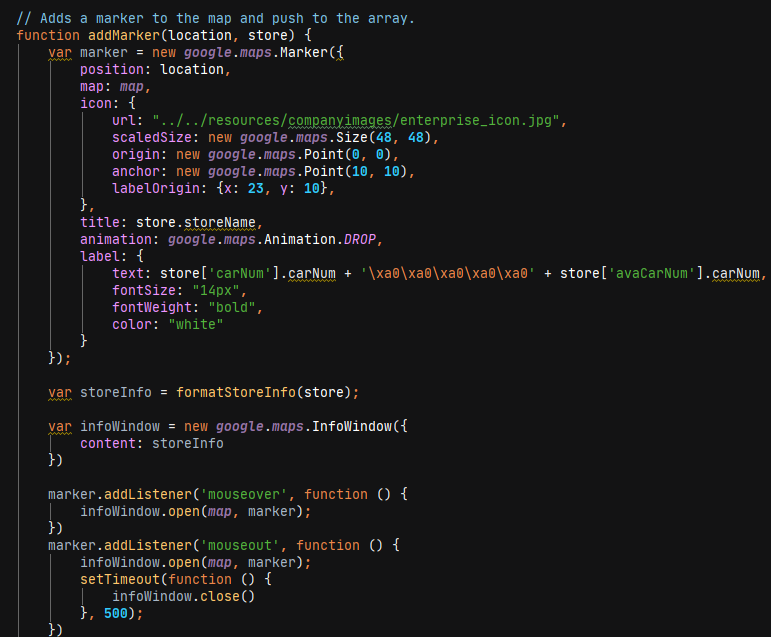 // Adds a marker to the map and push to the array.
function addMarker(location, store) {
    var marker = new google.maps.Marker({
        position: location,
        map: map,
        icon: {
            url: "../../resources/companyimages/enterprise_icon.jpg",
            scaledSize: new google.maps.Size(48, 48),
            origin: new google.maps.Point(0, 0),
            anchor: new google.maps.Point(10, 10),
            labelOrigin: {x: 23, y: 10},
        },
        title: store.storeName,
        animation: google.maps.Animation.DROP,
        label: {
            text: store['carNum'].carNum + '\xa0\xa0\xa0\xa0\xa0' + store['avaCarNum'].carNum,
            fontSize: "14px",
            fontWeight: "bold",
            color: "white"
        }
    });
    var storeInfo = formatStoreInfo(store);
    var infoWindow = new google.maps.InfoWindow({
        content: storeInfo
    })
    marker.addListener('mouseover', function () {
        infoWindow.open(map, marker);
    })
    marker.addListener('mouseout', function () {
        infoWindow.open(map, marker);
        setTimeout(function () {
            infoWindow.close()
        }, 500);
    })